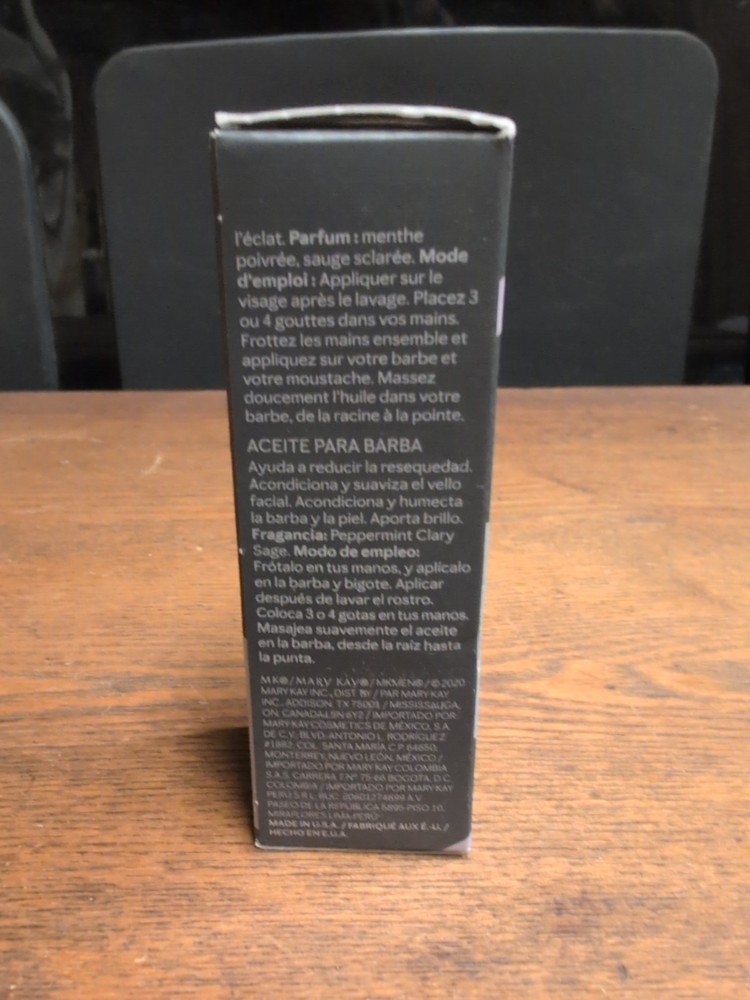 l'éclat. Parfum : menthe
poivrée, sauge sclarée. Mode
d'emploi : Appliquer sur le
visage après le lavage. Placez 3
ou 4 gouttes dans vos mains.
Frottez les mains ensemble et
appliquez sur votre barbe et
votre moustache. Massez
doucement l'huile dans votre
barbe, de la racine à la pointe.
ACEITE PARA BARBA
Ayuda a reducir la resequedad.
Acondiciona y suaviza el vello
facial. Acondiciona y humecta
la barba y la piel. Aporta brillo.
Fragancia: Peppermint Clary
Sage. Modo de empleo:
Frótalo en tus manos, y aplícalo
en la barba y bigote. Aplicar
después de lavar el rostro.
Coloca 3 o 4 gotas en tus manos.
Masajea suavemente el aceite
en la barba, desde la raíz hasta
la punta.
MK®/MARY KAY®/MKMEN®/©2020
MARY KAY INC., DIST. BY / PAR MARY KAY
INC., ADDISON, TX 75001 / MISSISSAUGA,
ON, CANADA L5N 6Y2 / IMPORTADO POR:
MARY KAY COSMETICS DE MÉXICO, S.A.
DE C.V., BLVD. ANTONIO L. RODRÍGUEZ
#1882, COL. SANTA MARÍA C.P. 64650,
MONTERREY, NUEVO LEÓN, MÉXICO /
IMPORTADO POR MARY KAY COLOMBIA
S.A.S. CARRERA 7 N° 75-66 BOGOTA, D.C.
COLOMBIA / IMPORTADO POR MARY KAY
PERÚ S.R.L. RUC. AV.
PASEO DE LA REPÚBLICA 5895-PISO 10,
MIRAFLORES LIMA PERÚ
MADE IN U.S.A. / FABRIQUÉ AUX É.-U. /
HECHO EN E.U.A.